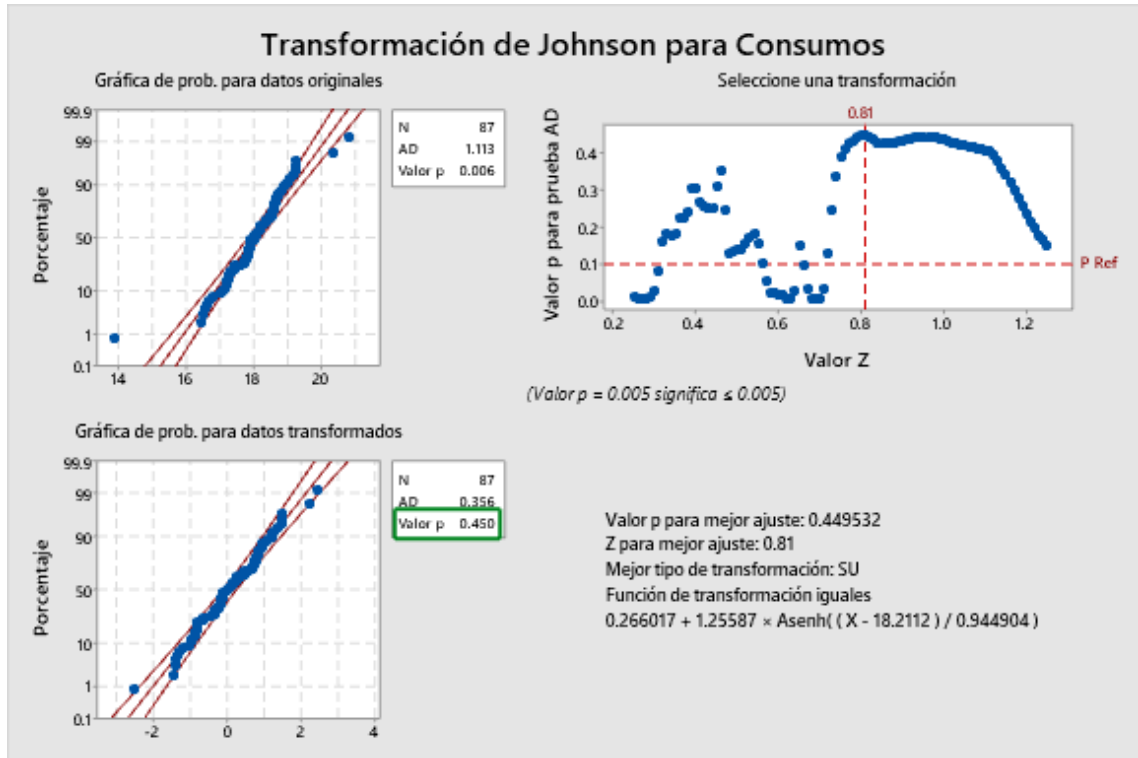 Transformación de Johnson para Consumos
Gráfica de prob. para datos originales
Porcentaje
99.9
99
90
50
10
1
0.1
14 16 18 20
N 87
AD 1.113
Valor p 0.006
Seleccione una transformación
0.81
Valor p para prueba AD
0.4
0.3
0.2
0.1
0.0
P Ref
0.2 0.4 0.6 0.8 1.0 1.2
Valor Z
(Valor p = 0.005 significa ≤ 0.005)
Gráfica de prob. para datos transformados
Porcentaje
99.9
99
90
50
10
1
0.1
-2 0 2 4
N 87
AD 0.356
Valor p 0.450
Valor p para mejor ajuste: 0.449532
Z para mejor ajuste: 0.81
Mejor tipo de transformación: SU
Función de transformación iguales
0.266017 + 1.25587 × Asenh( ( X - 18.2112 ) / 0.944904 )